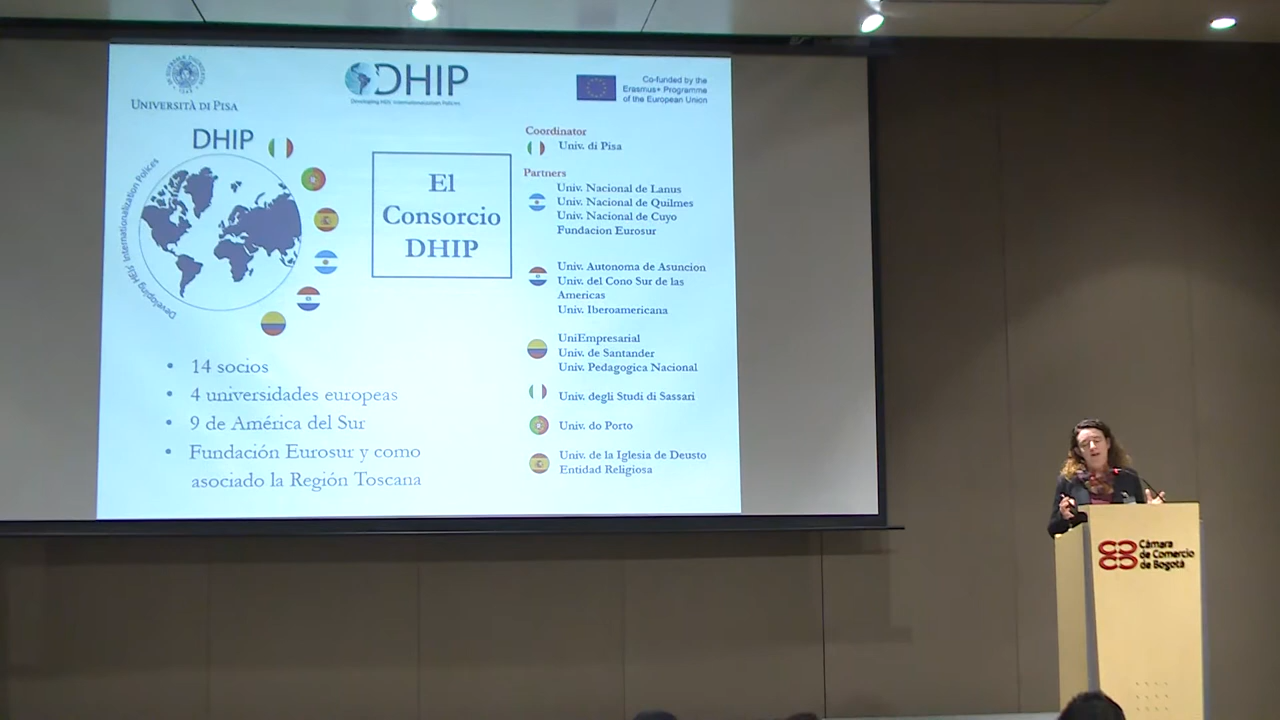 UNIVERSITÀ DI PISA
DHIP
Developing HEIs' Internationalization Policies
Co-funded by the
Erasmus+ Programme
of the European Union
DHIP
Developing HEIs' Internationalization Polices
El
Consorcio
DHIP
• 14 socios
• 4 universidades europeas
• 9 de América del Sur
• Fundación Eurosur y como
asociado la Región Toscana
Coordinator
Univ. di Pisa
Partners
Univ. Nacional de Lanus
Univ. Nacional de Quilmes
Univ. Nacional de Cuyo
Fundacion Eurosur
Univ. Autonoma de Asuncion
Univ. del Cono Sur de las
Americas
Univ. Iberoamericana
UniEmpresarial
Univ. de Santander
Univ. Pedagogica Nacional
Univ. degli Studi di Sassari
Univ. do Porto
Univ. de la Iglesia de Deusto
Entidad Religiosa
Cámara
de Comercio
de Bogotá